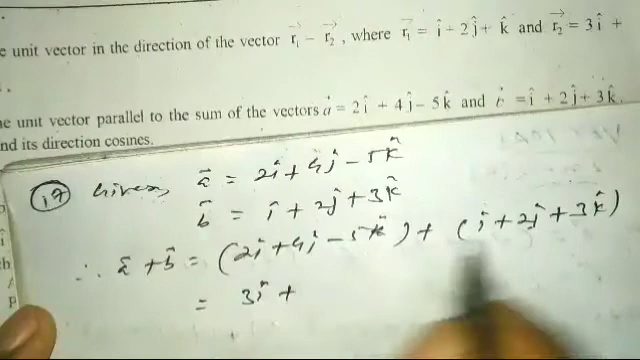 e unit vector in the direction of the vector r₁ - r₂, where r₁ = î + 2ĵ + k̂ and r₂ = 3î +
e unit vector parallel to the sum of the vectors a = 2î + 4ĵ - 5k̂ and = î + 2ĵ + 3k̂.
nd its direction cosines.
17 Given, a = 2î + 4ĵ - 5k̂
b = î + 2ĵ + 3k̂
∴ a + b = (2î + 4ĵ - 5k̂) + (î + 2ĵ + 3k̂)
= 3î +